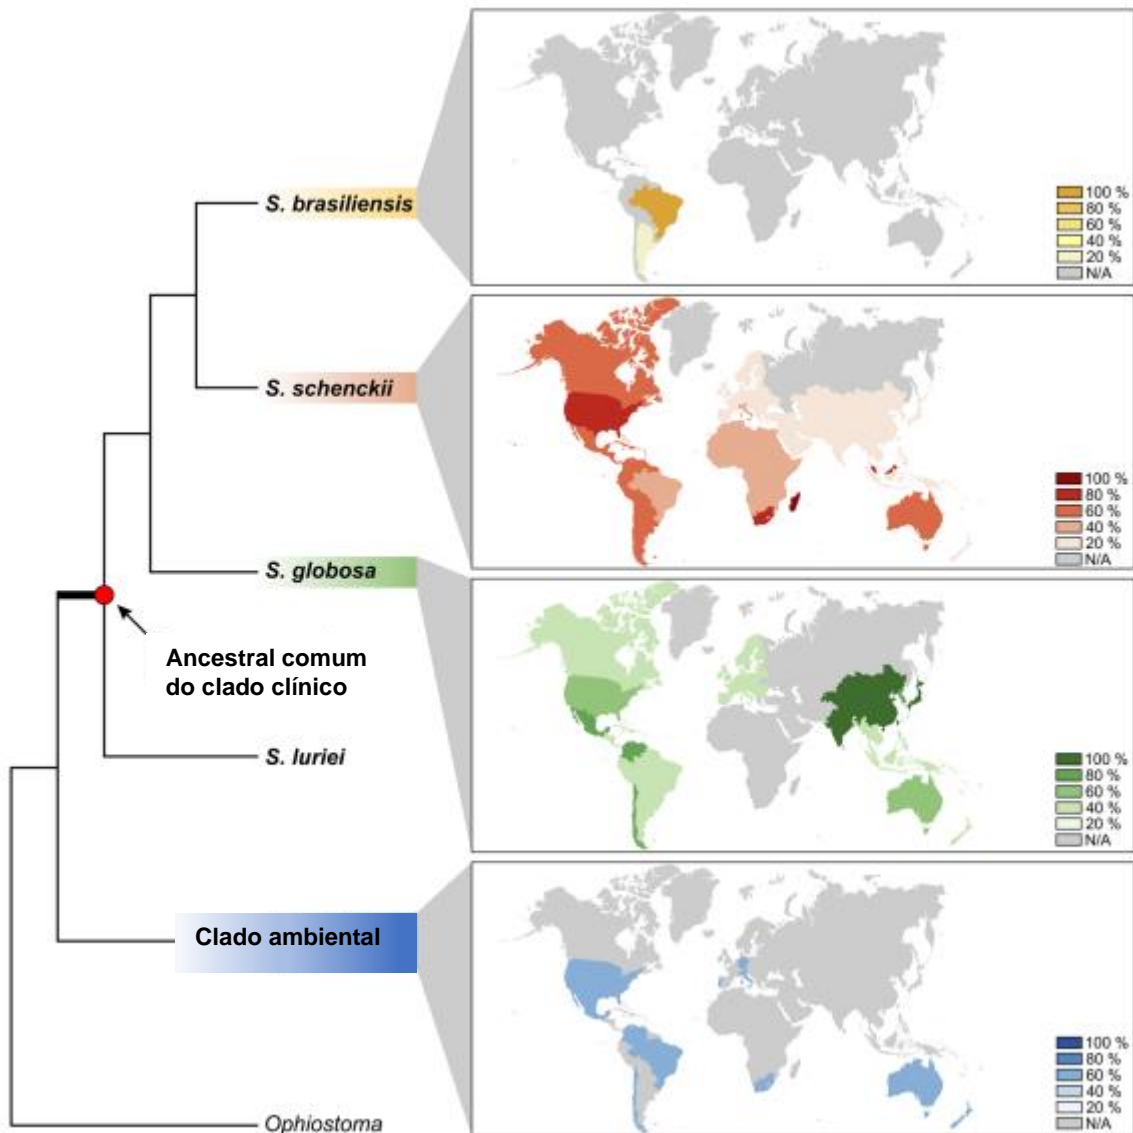 100 %
80 %
60 %
40 %
20 %
N/A
S. brasiliensis
100 %
80 %
60 %
40 %
20 %
N/A
S. schenckii
S. globosa
Ancestral comum
do clado clínico
S. luriei
100 %
80 %
60 %
40 %
20 %
N/A
Clado ambiental
100 %
80 %
60 %
40 %
20 %
N/A
Ophiostoma